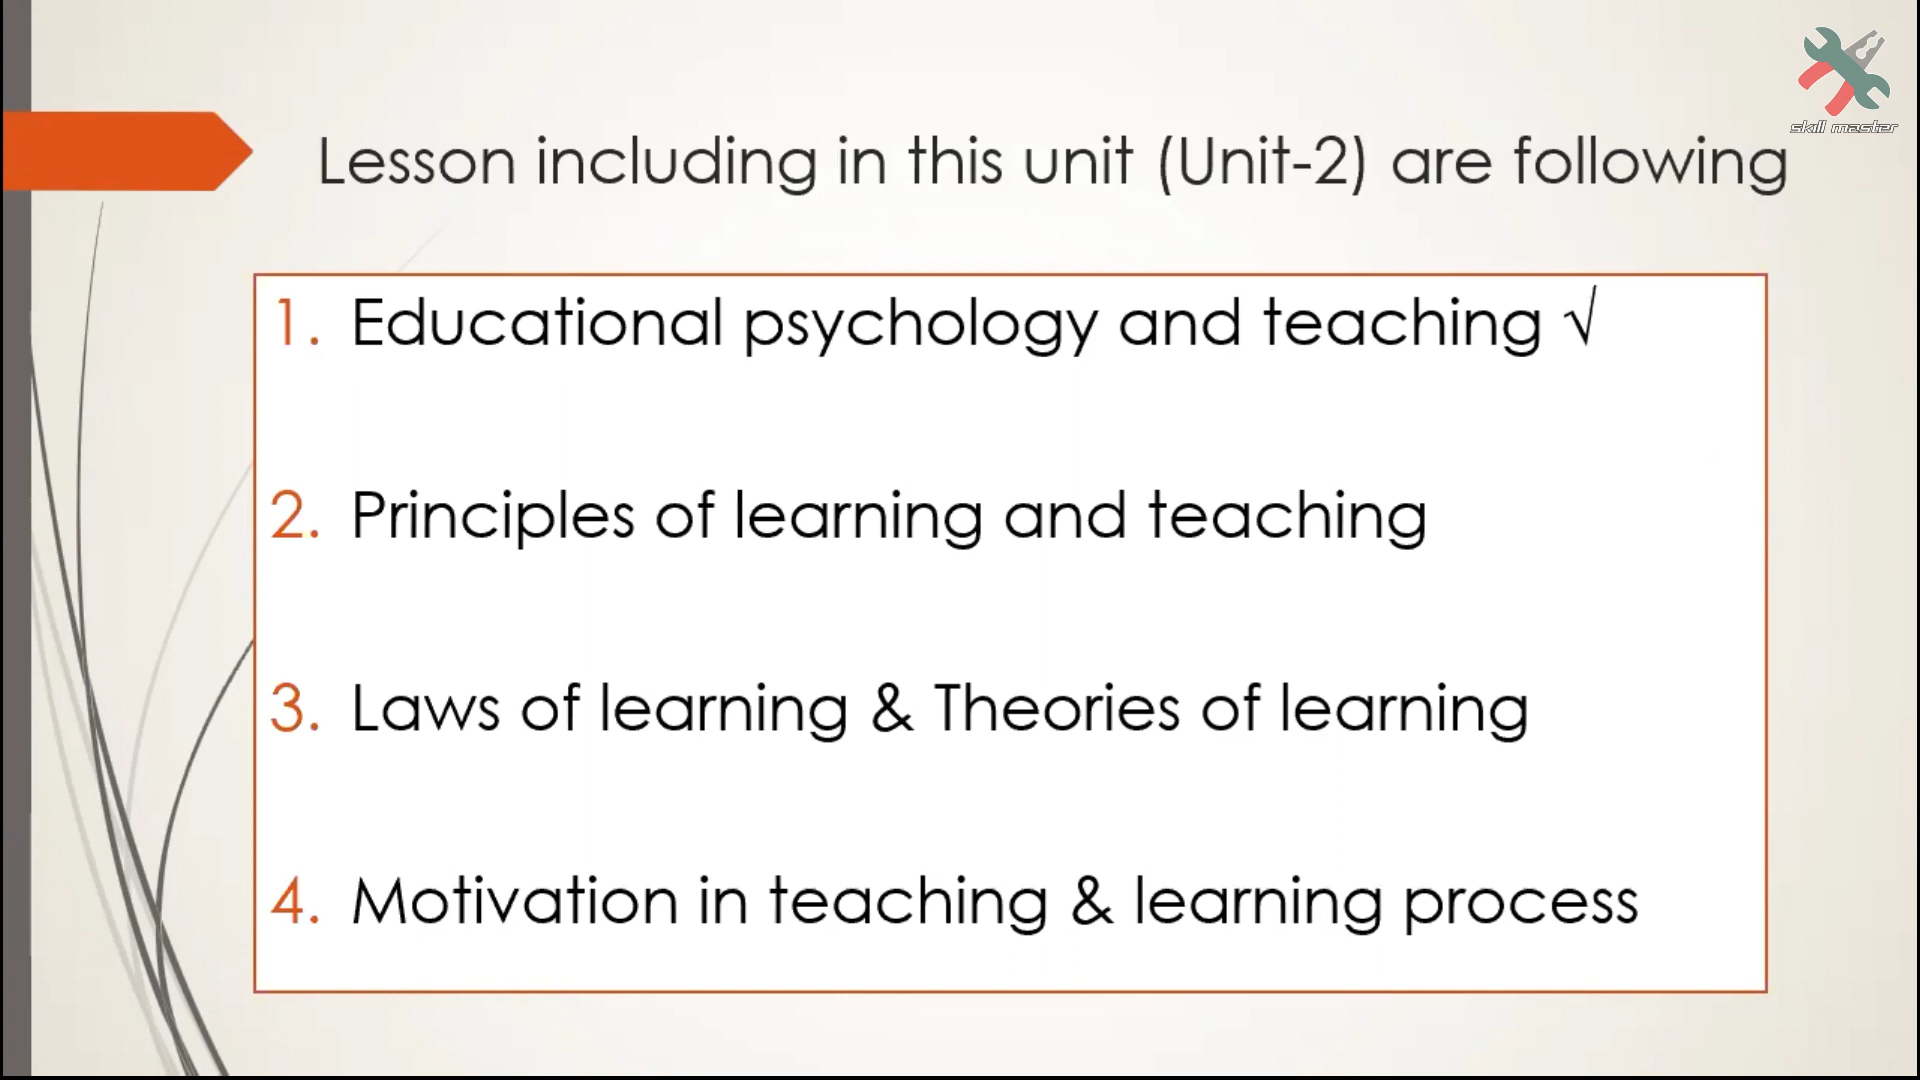 skill master
Lesson including in this unit (Unit-2) are following
1. Educational psychology and teaching √
2. Principles of learning and teaching
3. Laws of learning & Theories of learning
4. Motivation in teaching & learning process